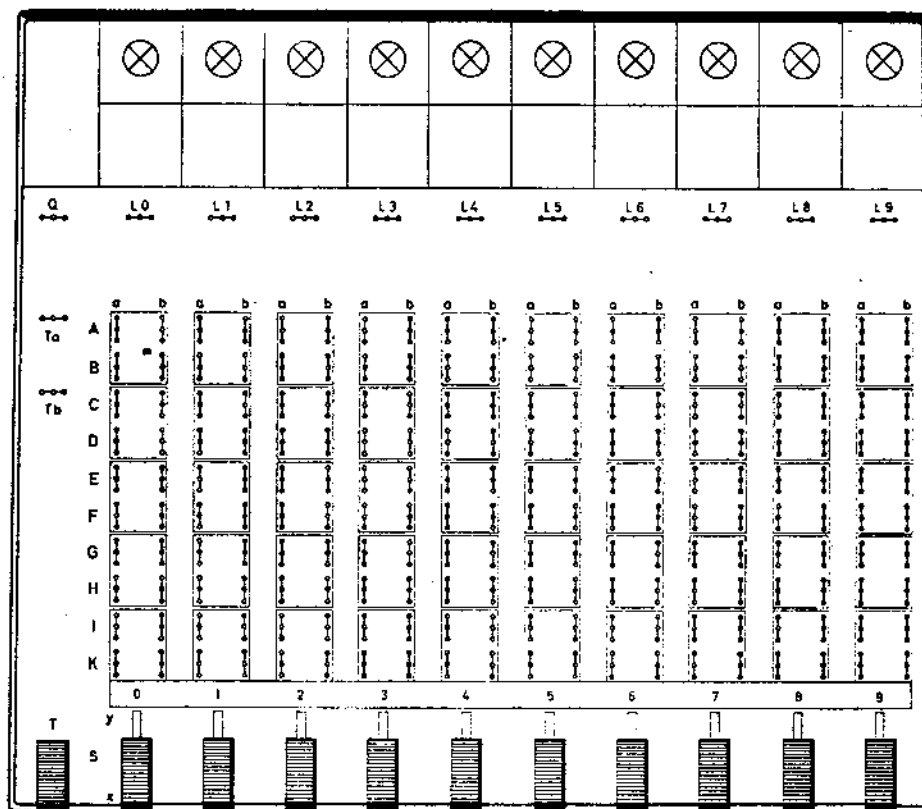 Q L0 L1 L2 L3 L4 L5 L6 L7 L8 L9
a b a b a b a b a b a b a b a b a b a b
Ta A
B
Tb C
D
E
F
G
H
I
K
0 1 2 3 4 5 6 7 8 9
T y
S
x